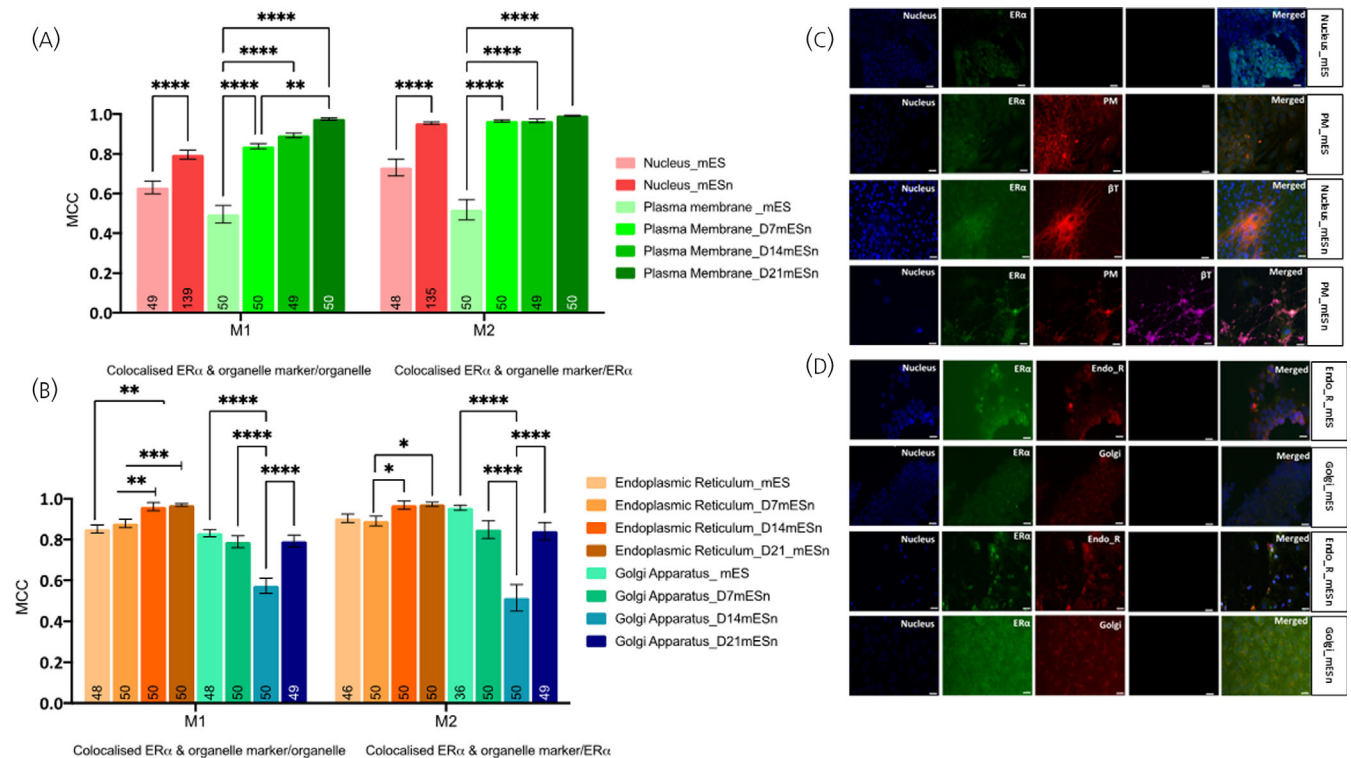 (A)
**** **** **** **** **** **
**** **** **** ****
MCC
1.0
0.8
0.6
0.4
0.2
0.0
49 139 50 50 49 50
48 135 50 50 49 50
M1 M2
Colocalised ERα & organelle marker/organelle
Colocalised ERα & organelle marker/ERα
Nucleus_mES
Nucleus_mESn
Plasma membrane _mES
Plasma Membrane_D7mESn
Plasma Membrane_D14mESn
Plasma Membrane_D21mESn
(B)
** *** ** **** **** ****
* * **** **** ****
MCC
1.0
0.8
0.6
0.4
0.2
0.0
48 50 50 50 48 50 50 49
46 50 50 50 36 50 50 49
M1 M2
Colocalised ERα & organelle marker/organelle
Colocalised ERα & organelle marker/ERα
Endoplasmic Reticulum_mES
Endoplasmic Reticulum_D7mESn
Endoplasmic Reticulum_D14mESn
Endoplasmic Reticulum_D21_mESn
Golgi Apparatus_ mES
Golgi Apparatus_D7mESn
Golgi Apparatus_D14mESn
Golgi Apparatus_D21mESn
(C)
Nucleus ERα Merged Nucleus_mES
Nucleus ERα PM Merged PM_mES
Nucleus ERα βT Merged Nucleus_mESn
Nucleus ERα PM βT Merged PM_mESn
(D)
Nucleus ERα Endo_R Merged Endo_R_mES
Nucleus ERα Golgi Merged Golgi_mES
Nucleus ERα Endo_R Merged Endo_R_mESn
Nucleus ERα Golgi Merged Golgi_mESn